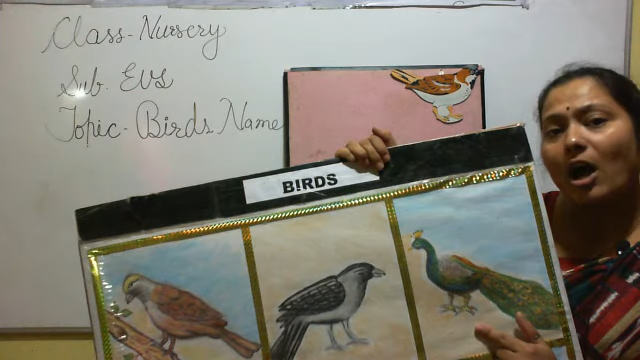 Class - Nursery
Sub. EVS
Topic - Birds Name
BIRDS